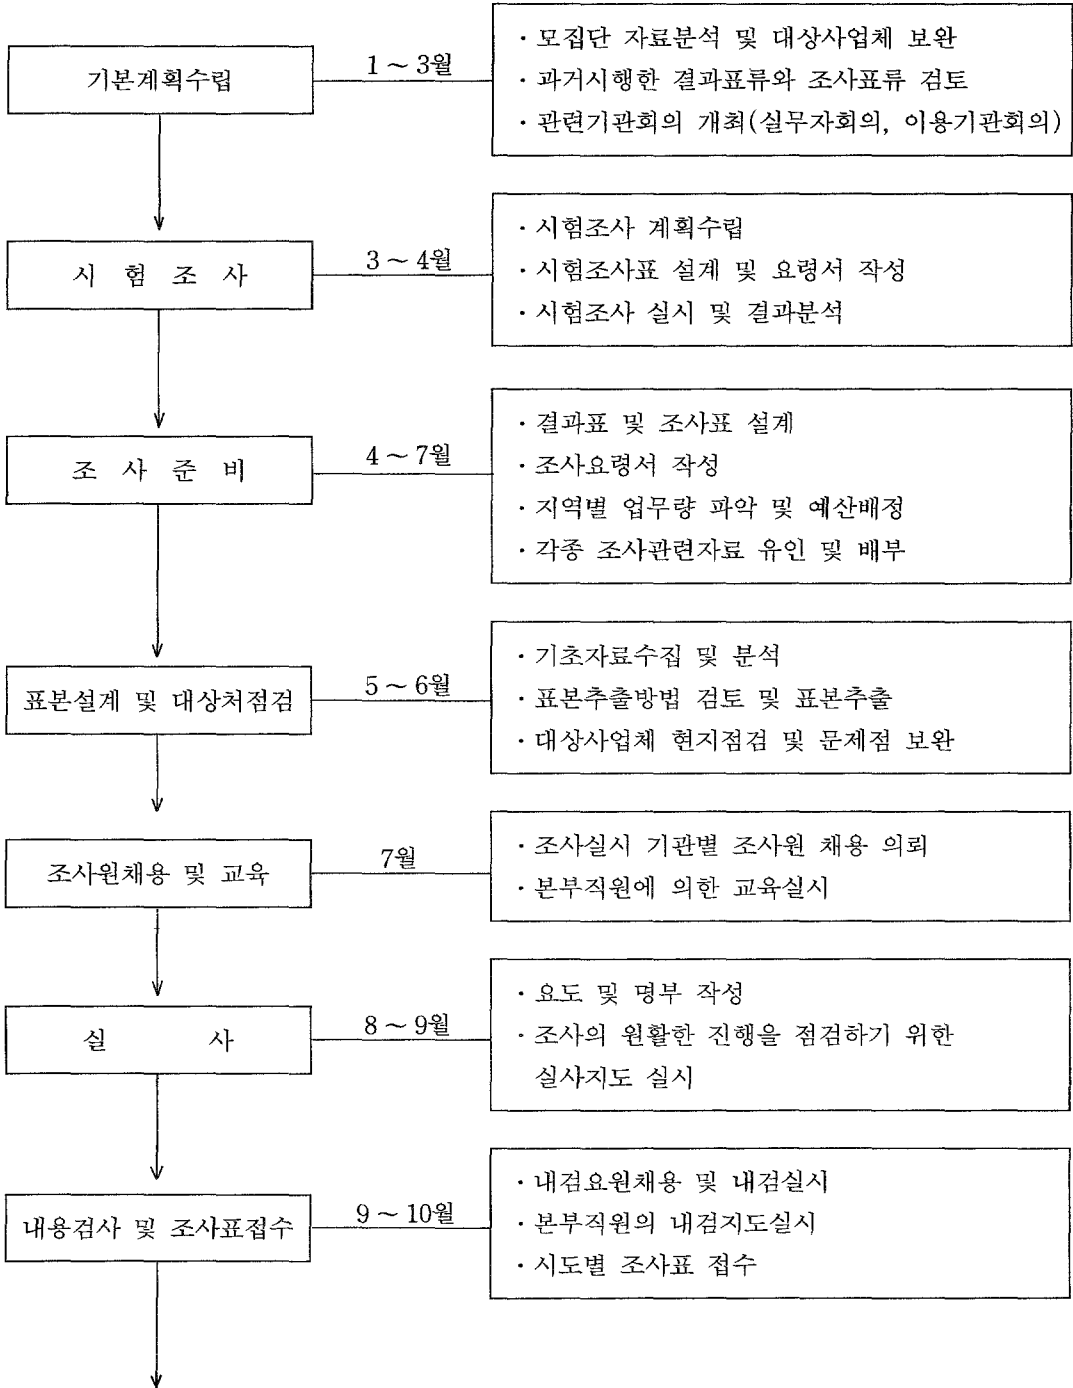 기본계획수립
1 ~ 3월
· 모집단 자료분석 및 대상사업체 보완
· 과거시행한 결과표류와 조사표류 검토
· 관련기관회의 개최(실무자회의, 이용기관회의)
시 험 조 사
3 ~ 4월
· 시험조사 계획수립
· 시험조사표 설계 및 요령서 작성
· 시험조사 실시 및 결과분석
조 사 준 비
4 ~ 7월
· 결과표 및 조사표 설계
· 조사요령서 작성
· 지역별 업무량 파악 및 예산배정
· 각종 조사관련자료 유인 및 배부
표본설계 및 대상처점검
5 ~ 6월
· 기초자료수집 및 분석
· 표본추출방법 검토 및 표본추출
· 대상사업체 현지점검 및 문제점 보완
조사원채용 및 교육
7월
· 조사실시 기관별 조사원 채용 의뢰
· 본부직원에 의한 교육실시
실 사
8 ~ 9월
· 요도 및 명부 작성
· 조사의 원활한 진행을 점검하기 위한
실사지도 실시
내용검사 및 조사표접수
9 ~ 10월
· 내검요원채용 및 내검실시
· 본부직원의 내검지도실시
· 시도별 조사표 접수